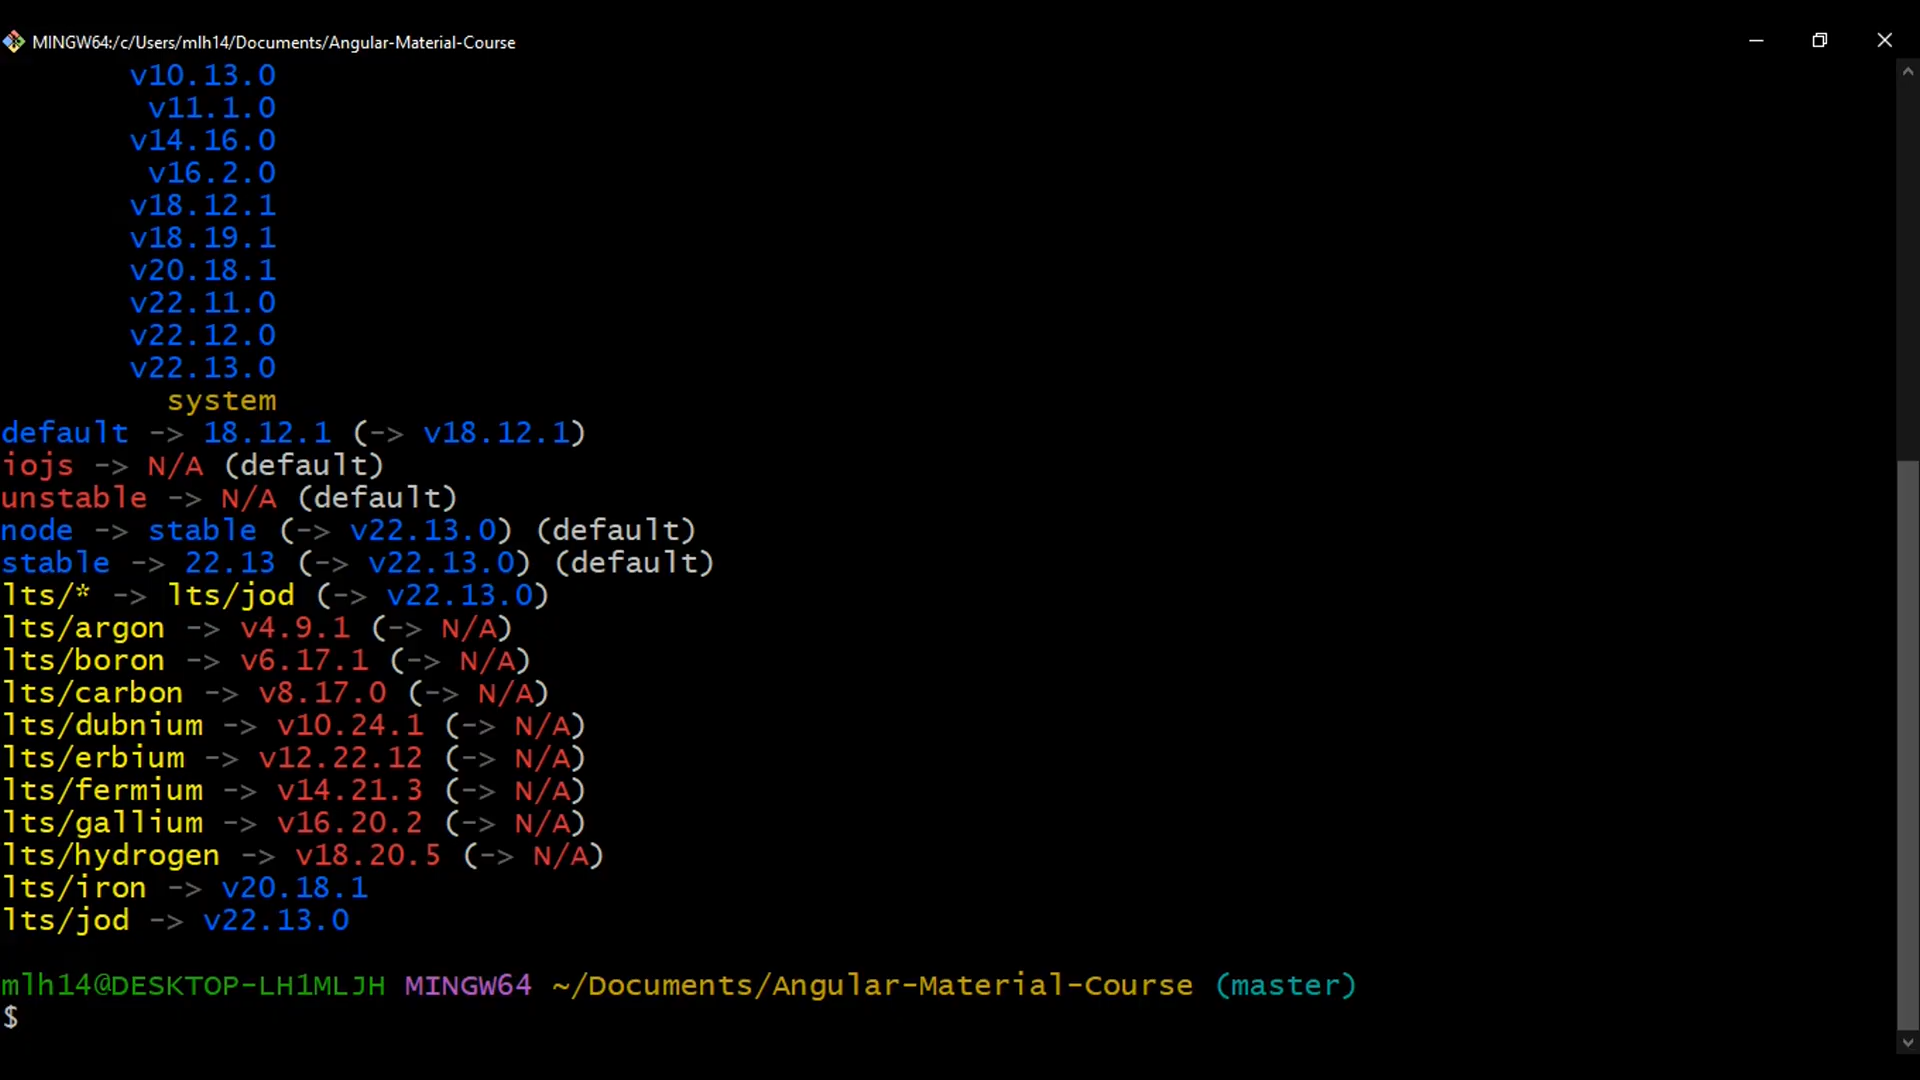 MINGW64:/c/Users/mlh14/Documents/Angular-Material-Course
v10.13.0
v11.1.0
v14.16.0
v16.2.0
v18.12.1
v18.19.1
v20.18.1
v22.11.0
v22.12.0
v22.13.0
system
default -> 18.12.1 (-> v18.12.1)
iojs -> N/A (default)
unstable -> N/A (default)
node -> stable (-> v22.13.0) (default)
stable -> 22.13 (-> v22.13.0) (default)
lts/* -> lts/jod (-> v22.13.0)
lts/argon -> v4.9.1 (-> N/A)
lts/boron -> v6.17.1 (-> N/A)
lts/carbon -> v8.17.0 (-> N/A)
lts/dubnium -> v10.24.1 (-> N/A)
lts/erbium -> v12.22.12 (-> N/A)
lts/fermium -> v14.21.3 (-> N/A)
lts/gallium -> v16.20.2 (-> N/A)
lts/hydrogen -> v18.20.5 (-> N/A)
lts/iron -> v20.18.1
lts/jod -> v22.13.0
mlh14@DESKTOP-LH1MLJH MINGW64 ~/Documents/Angular-Material-Course (master)
$